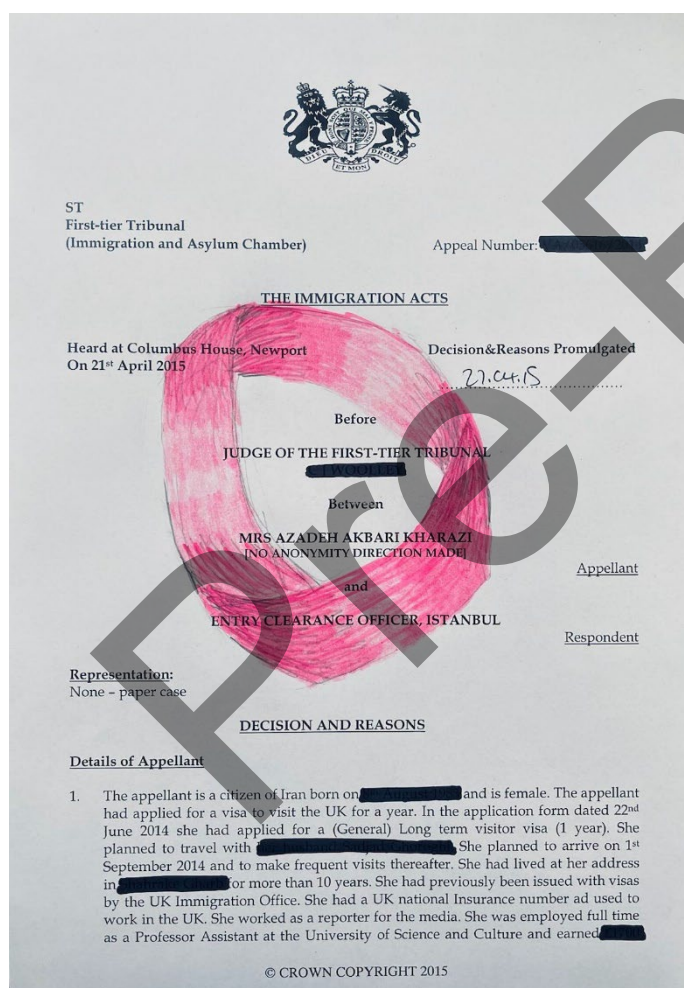 DIEU ET MON DROIT
ST
First-tier Tribunal
(Immigration and Asylum Chamber)
Appeal Number:
THE IMMIGRATION ACTS
Heard at Columbus House, Newport
On 21st April 2015
Decision&Reasons Promulgated
27.04.15
Before
JUDGE OF THE FIRST-TIER TRIBUNAL
Between
MRS AZADEH AKBARI KHARAZI
[NO ANONYMITY DIRECTION MADE]
Appellant
and
ENTRY CLEARANCE OFFICER, ISTANBUL
Respondent
Representation:
None – paper case
DECISION AND REASONS
Details of Appellant
1. The appellant is a citizen of Iran born on and is female. The appellant
had applied for a visa to visit the UK for a year. In the application form dated 22nd
June 2014 she had applied for a (General) Long term visitor visa (1 year). She
planned to travel with She planned to arrive on 1st
September 2014 and to make frequent visits thereafter. She had lived at her address
in for more than 10 years. She had previously been issued with visas
by the UK Immigration Office. She had a UK national Insurance number ad used to
work in the UK. She worked as a reporter for the media. She was employed full time
as a Professor Assistant at the University of Science and Culture and earned
© CROWN COPYRIGHT 2015
Pre-